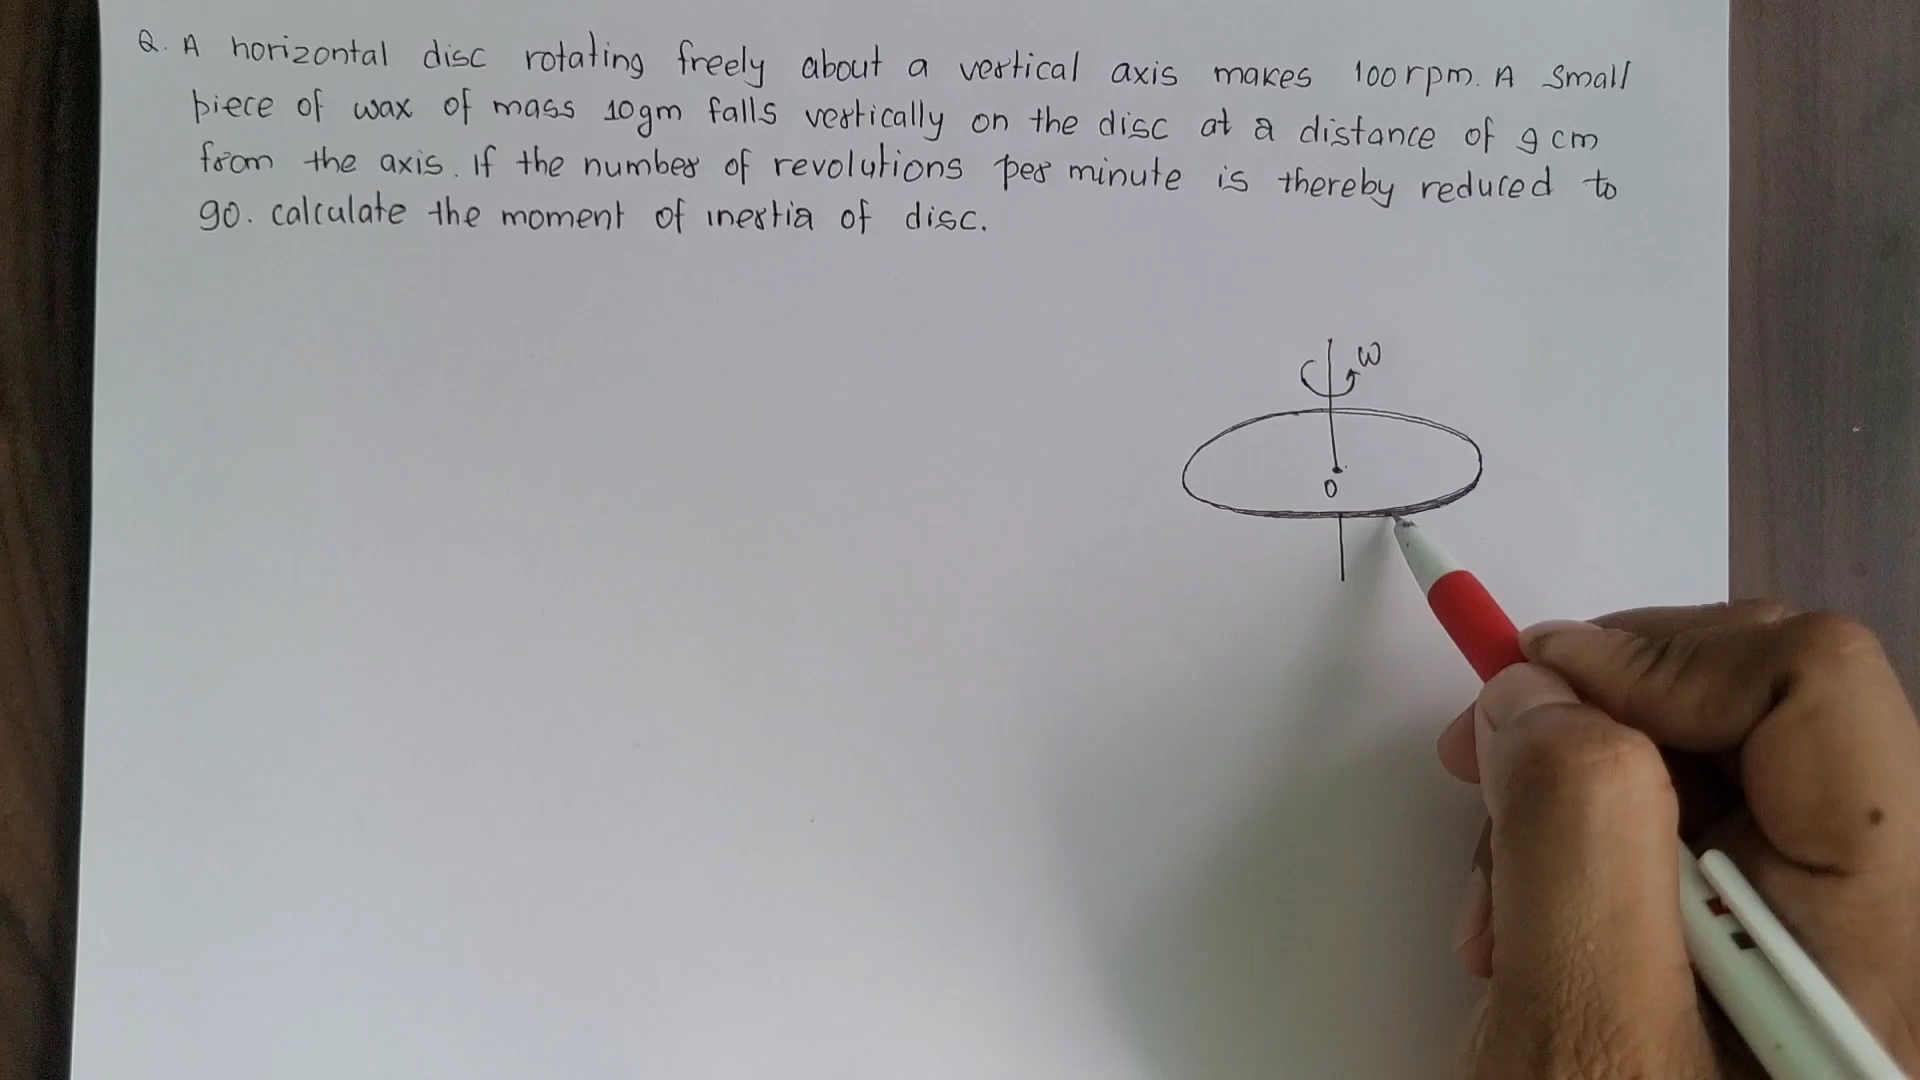 Q. A horizontal disc rotating freely about a vertical axis makes 100 rpm. A small
piece of wax of mass 10gm falls vertically on the disc at a distance of 9 cm
from the axis. If the number of revolutions per minute is thereby reduced to
90. calculate the moment of inertia of disc.
ω
O